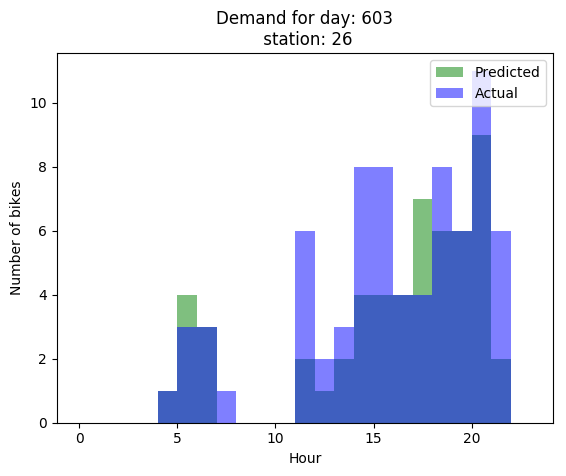 Demand for day: 603
station: 26
Predicted
Actual
Number of bikes
10
8
6
4
2
0
0
5
10
15
20
Hour